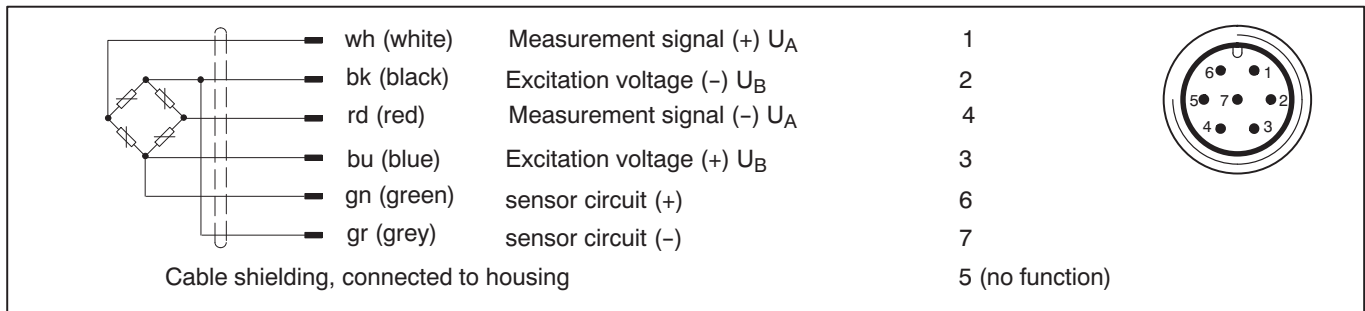 wh (white) Measurement signal (+) UA 1
bk (black) Excitation voltage (–) UB 2
rd (red) Measurement signal (–) UA 4
bu (blue) Excitation voltage (+) UB 3
gn (green) sensor circuit (+) 6
gr (grey) sensor circuit (–) 7
Cable shielding, connected to housing 5 (no function)
6 1
5 7 2
4 3